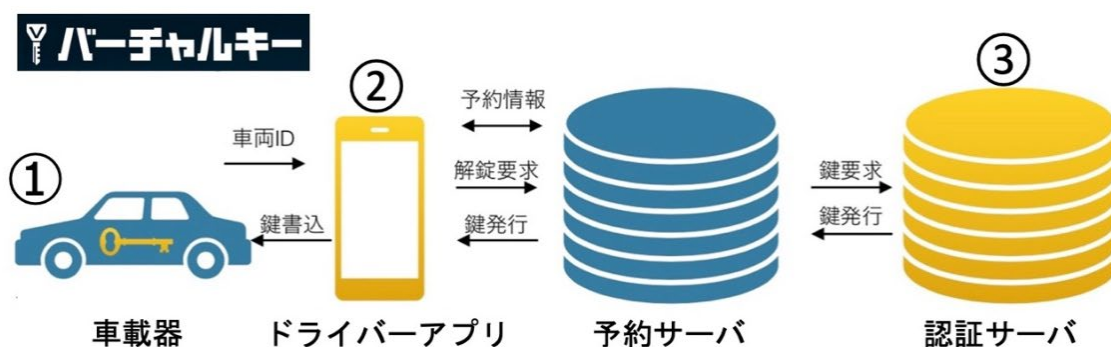 バーチャルキー
①
②
③
車両ID
鍵書込
予約情報
解錠要求
鍵発行
鍵要求
鍵発行
車載器
ドライバーアプリ
予約サーバ
認証サーバ